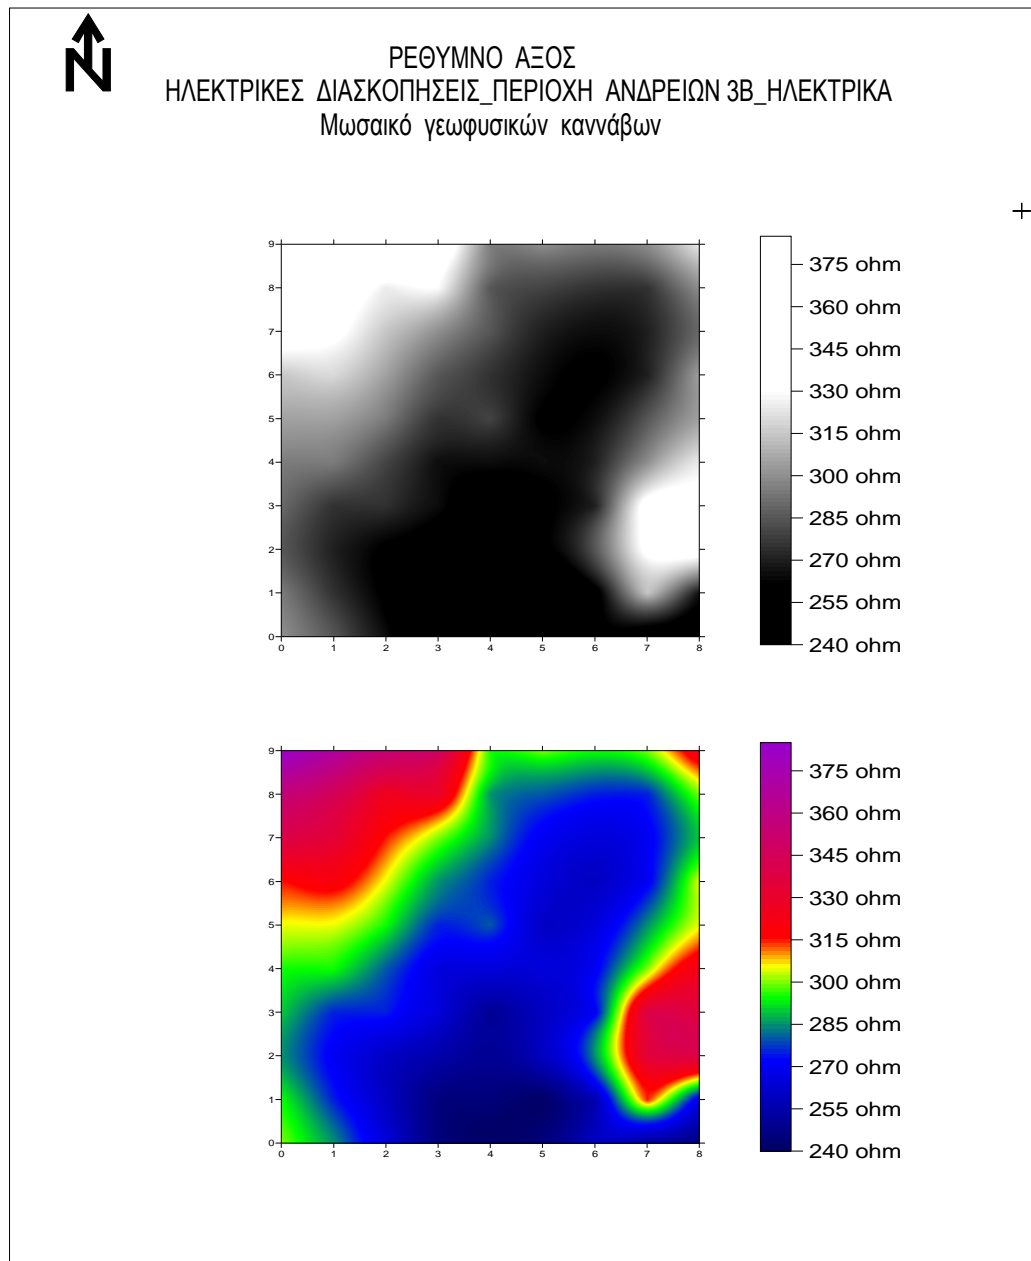 N
ΡΕΘΥΜΝΟ ΑΞΟΣ
ΗΛΕΚΤΡΙΚΕΣ ΔΙΑΣΚΟΠΗΣΕΙΣ_ΠΕΡΙΟΧΗ ΑΝΔΡΕΙΩΝ 3Β_ΗΛΕΚΤΡΙΚΑ
Μωσαικό γεωφυσικών καννάβων
9
8
7
6
5
4
3
2
1
0
0 1 2 3 4 5 6 7 8
375 ohm
360 ohm
345 ohm
330 ohm
315 ohm
300 ohm
285 ohm
270 ohm
255 ohm
240 ohm
9
8
7
6
5
4
3
2
1
0
0 1 2 3 4 5 6 7 8
375 ohm
360 ohm
345 ohm
330 ohm
315 ohm
300 ohm
285 ohm
270 ohm
255 ohm
240 ohm